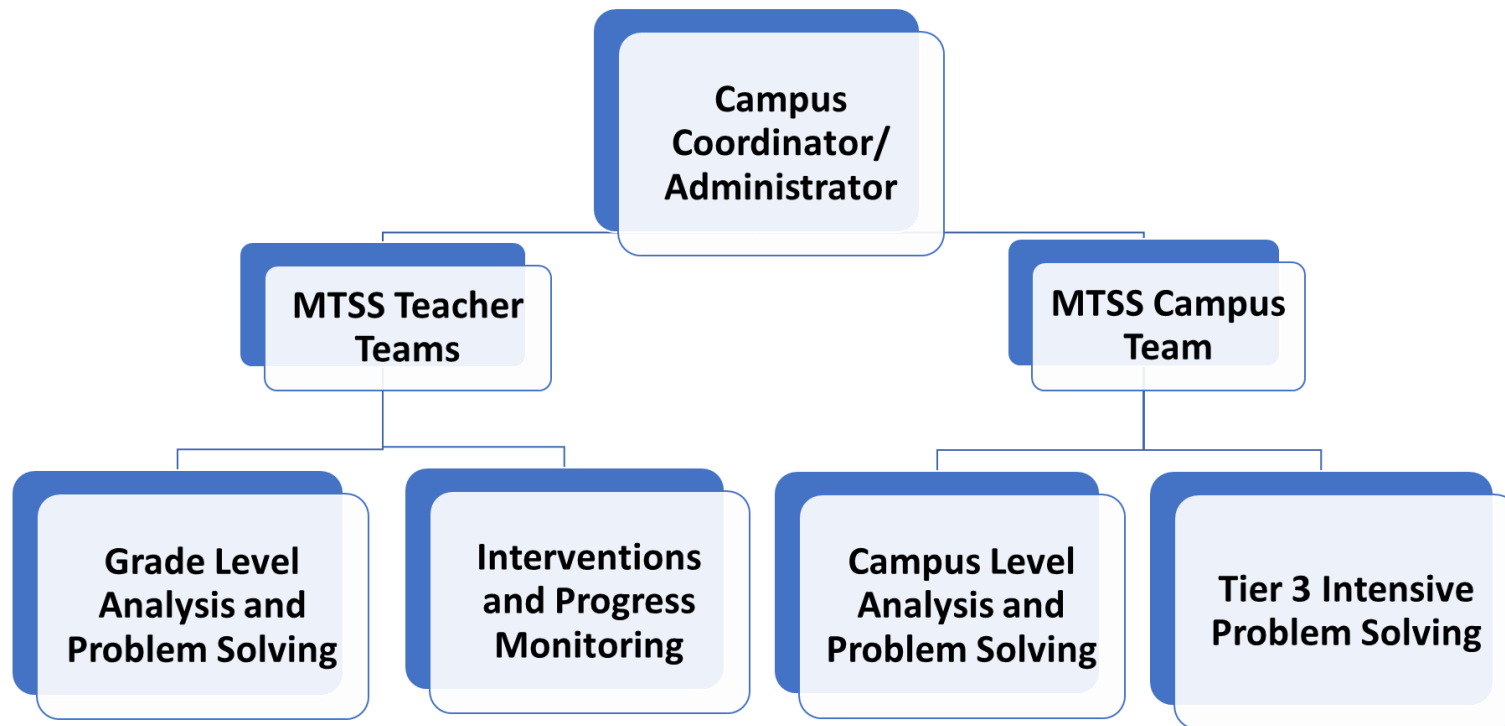 Campus
Coordinator/
Administrator
MTSS Teacher
Teams
MTSS Campus
Team
Grade Level
Analysis and
Problem Solving
Interventions
and Progress
Monitoring
Campus Level
Analysis and
Problem Solving
Tier 3 Intensive
Problem Solving